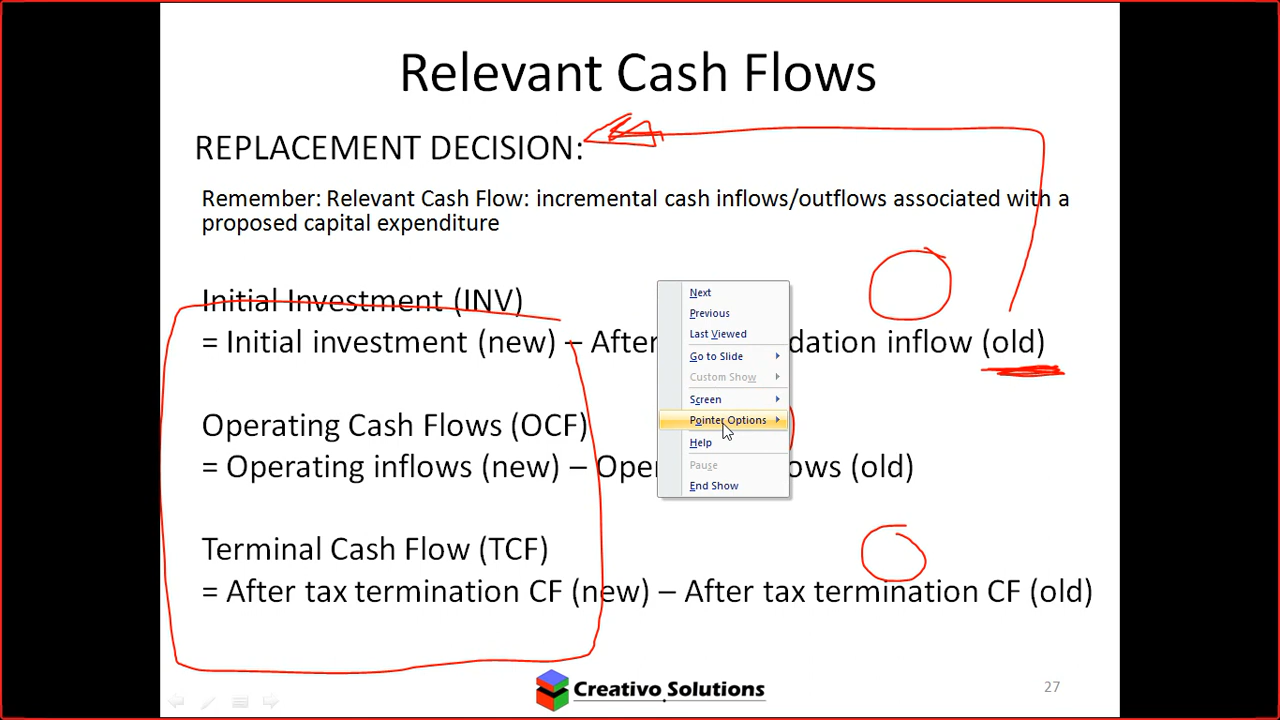 Relevant Cash Flows
REPLACEMENT DECISION:
Remember: Relevant Cash Flow: incremental cash inflows/outflows associated with a
proposed capital expenditure
Initial Investment (INV)
= Initial investment (new) – After dation inflow (old)
Operating Cash Flows (OCF)
= Operating inflows (new) – Oper ows (old)
Terminal Cash Flow (TCF)
= After tax termination CF (new) – After tax termination CF (old)
Next
Previous
Last Viewed
Go to Slide
Custom Show
Screen
Pointer Options
Help
Pause
End Show
Creativo Solutions
27